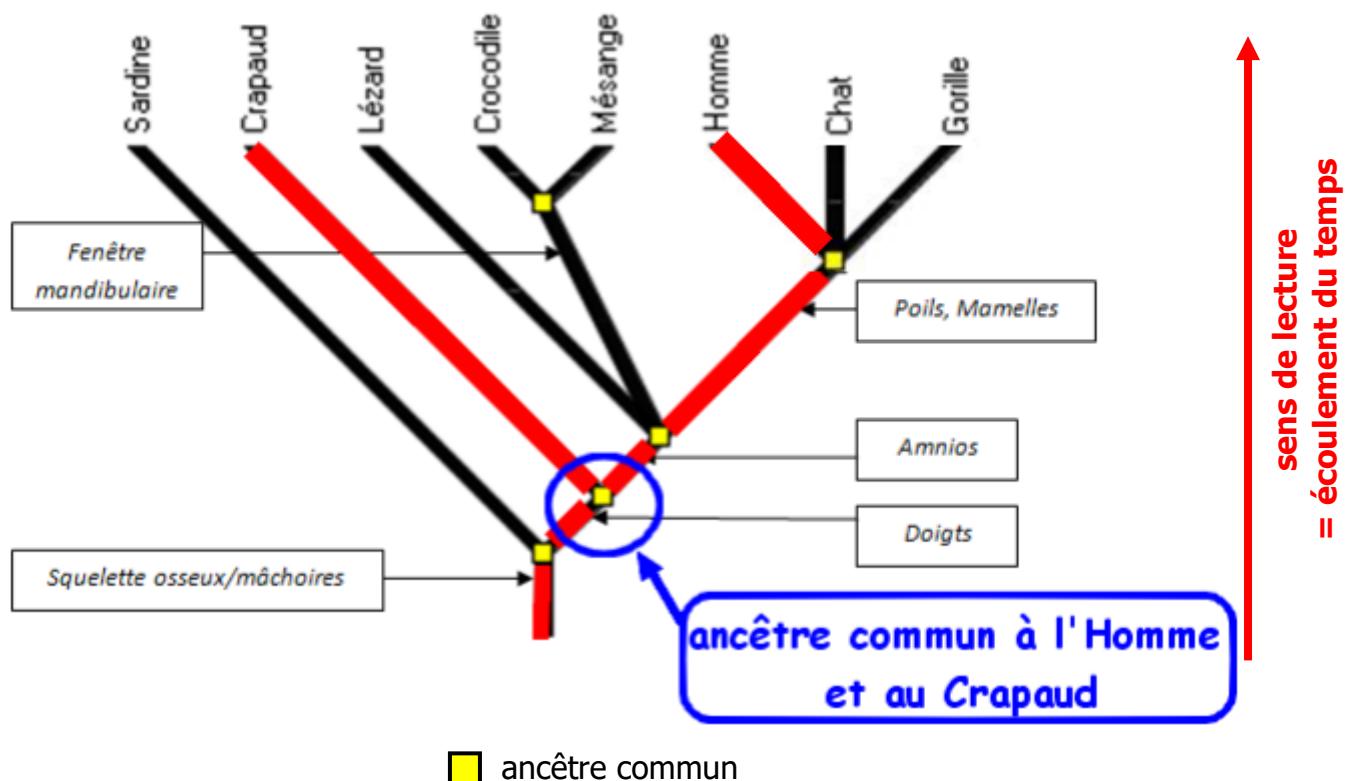 Sardine
Crapaud
Lézard
Crocodile
Mésange
Homme
Chat
Gorille
Fenêtre
mandibulaire
Poils, Mamelles
Amnios
Doigts
Squelette osseux/mâchoires
ancêtre commun à l'Homme
et au Crapaud
sens de lecture
= écoulement du temps
ancêtre commun